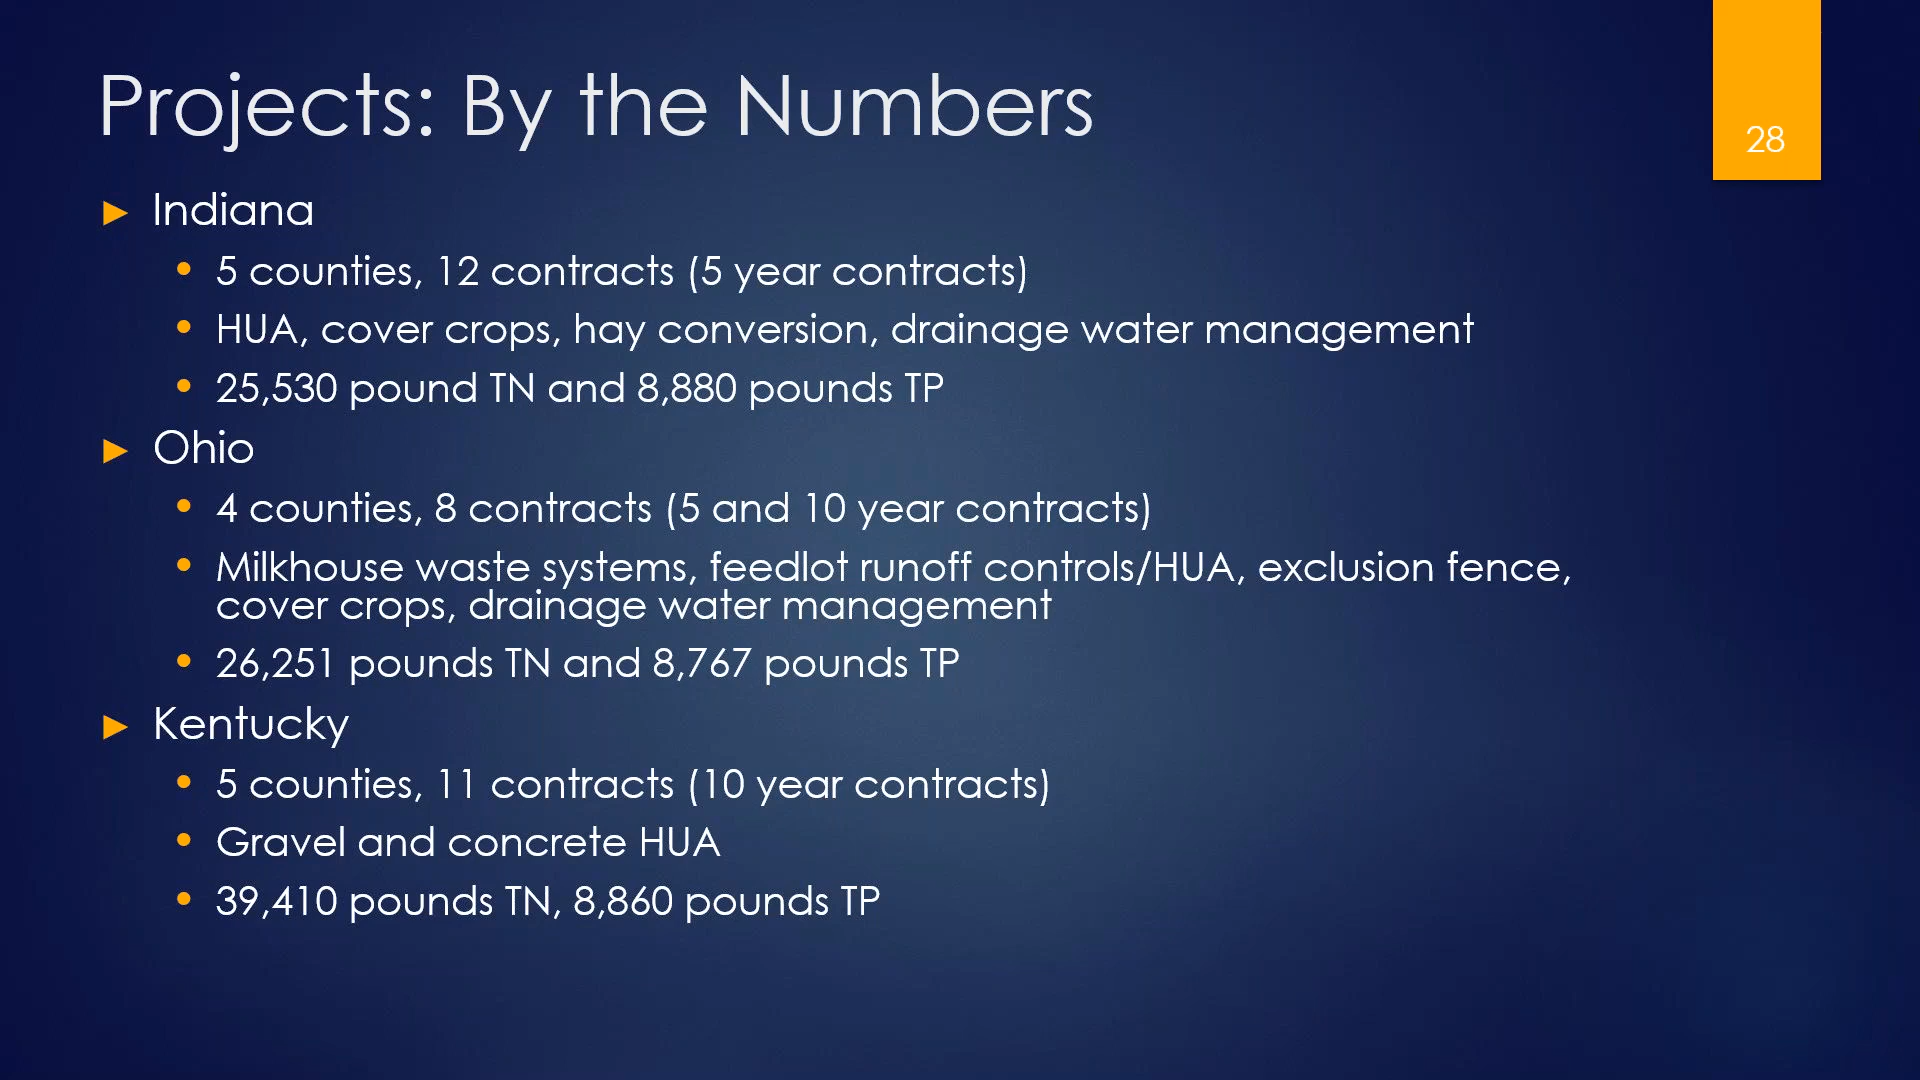 Projects: By the Numbers
28
Indiana
5 counties, 12 contracts (5 year contracts)
HUA, cover crops, hay conversion, drainage water management
25,530 pound TN and 8,880 pounds TP
Ohio
4 counties, 8 contracts (5 and 10 year contracts)
Milkhouse waste systems, feedlot runoff controls/HUA, exclusion fence,
cover crops, drainage water management
26,251 pounds TN and 8,767 pounds TP
Kentucky
5 counties, 11 contracts (10 year contracts)
Gravel and concrete HUA
39,410 pounds TN, 8,860 pounds TP